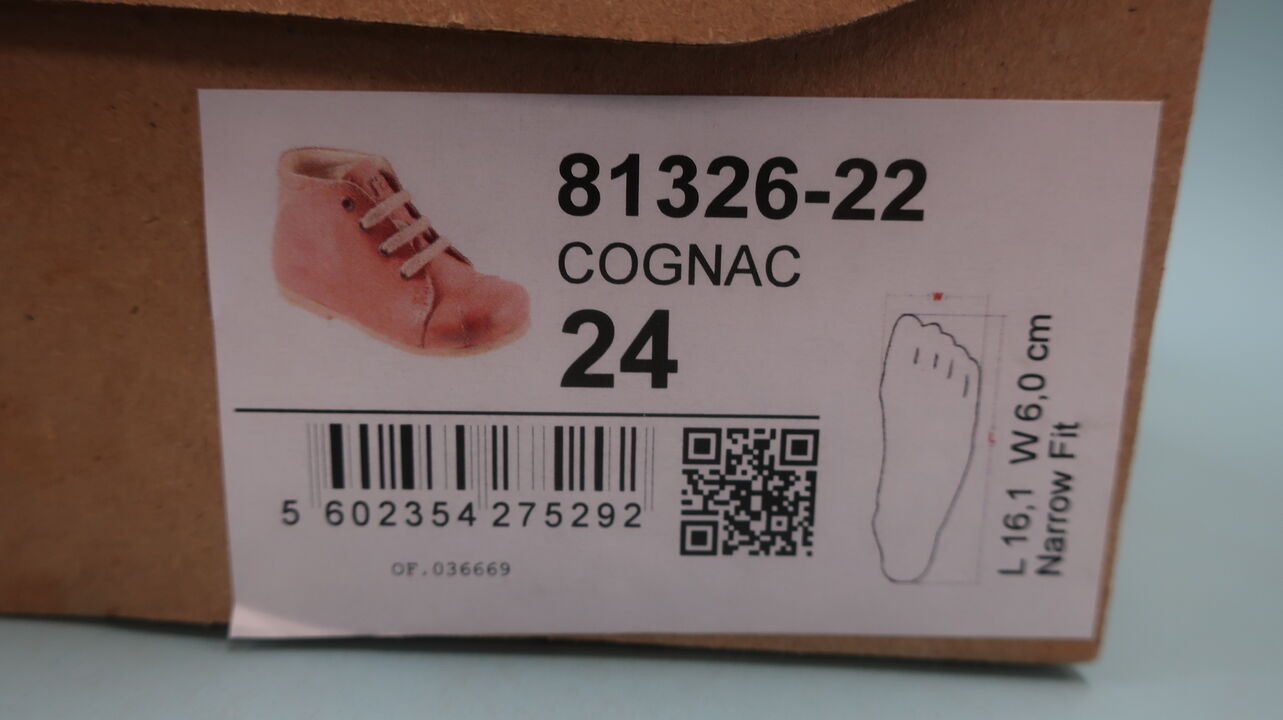 81326-22
COGNAC
24
5 602354 275292
OF.036669
W
L 16,1 W 6,0 cm
Narrow Fit